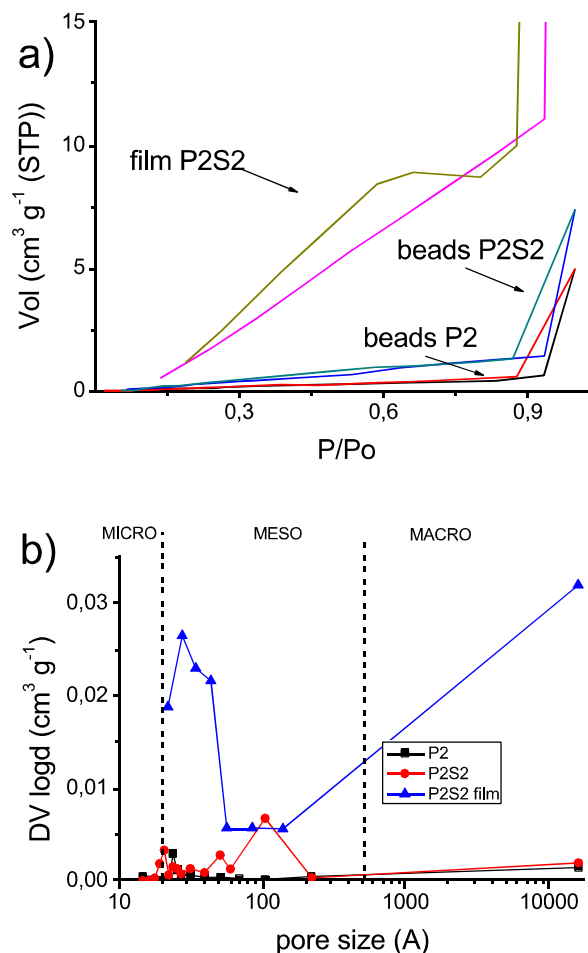 a)
Vol (cm³ g⁻¹ (STP))
15
10
5
0
film P2S2
beads P2S2
beads P2
0,3
0,6
0,9
P/Po
b)
MICRO
MESO
MACRO
DV logd (cm³ g⁻¹)
0,03
0,02
0,01
0,00
P2
P2S2
P2S2 film
10
100
1000
10000
pore size (A)